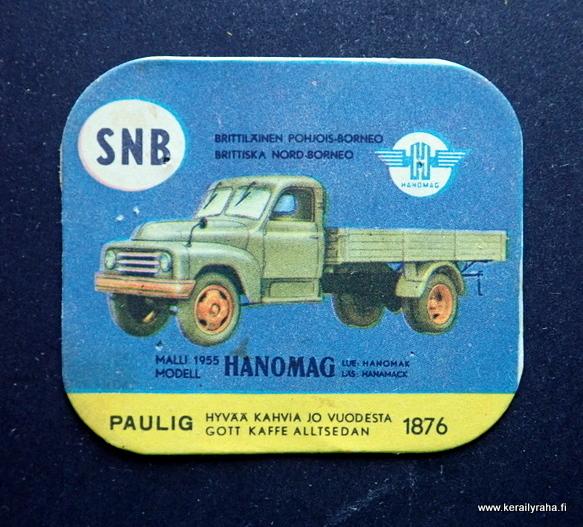 SNB
BRITTILÄINEN POHJOIS-BORNEO
BRITTISKA NORD-BORNEO
H
HANOMAG
MALLI 1955
MODELL
HANOMAG
LUE: HANOMAK
LÄS: HANAMACK
PAULIG
HYVÄÄ KAHVIA JO VUODESTA
GOTT KAFFE ALLTSEDAN
1876
www.kerailyraha.fi